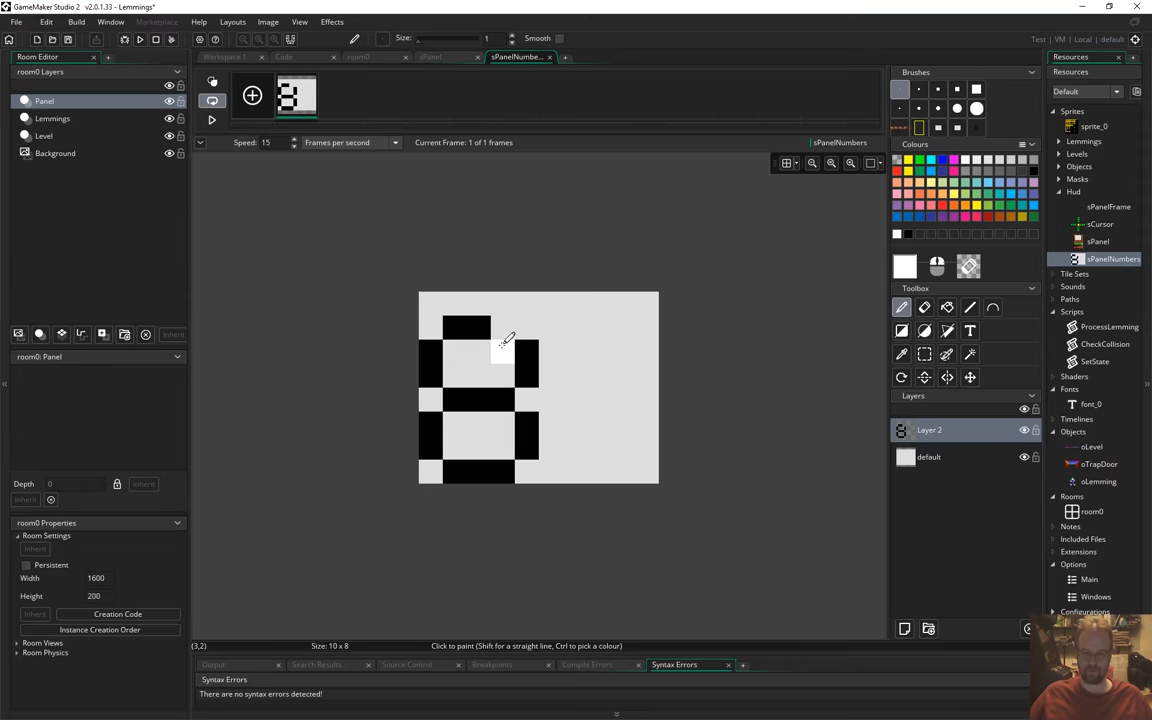 GameMaker Studio 2  v2.0.1.33 - Lemmings*
File Edit Build Window Marketplace Help Layouts Image View Effects
Size: 1 Smooth
Test | VM | Local | default
Room Editor
Workspace 1 Code room0 sPanel sPanelNumbe...
Resources
room0 Layers
Panel
Lemmings
Level
Background
Speed: 15 Frames per second Current Frame: 1 of 1 frames sPanelNumbers
Brushes
Colours
Toolbox
Layers
Layer 2
default
Resources
Default
Sprites
sprite_0
Lemmings
Levels
Objects
Masks
Hud
sPanelFrame
sCursor
sPanel
sPanelNumbers
Tile Sets
Sounds
Paths
Scripts
ProcessLemming
CheckCollision
SetState
Shaders
Fonts
font_0
Timelines
Objects
oLevel
oTrapDoor
oLemming
Rooms
room0
Notes
Included Files
Extensions
Options
Main
Windows
Configurations
Inherit
room0: Panel
Depth 0 Inherit
Inherit
room0 Properties
Room Settings
Inherit
Persistent
Width 1600
Height 200
Inherit Creation Code
Instance Creation Order
Room Views
Room Physics
(3,2) Size: 10 x 8 Click to paint (Shift for a straight line, Ctrl to pick a colour)
Output Search Results Source Control Breakpoints Compile Errors Syntax Errors
Syntax Errors
There are no syntax errors detected!